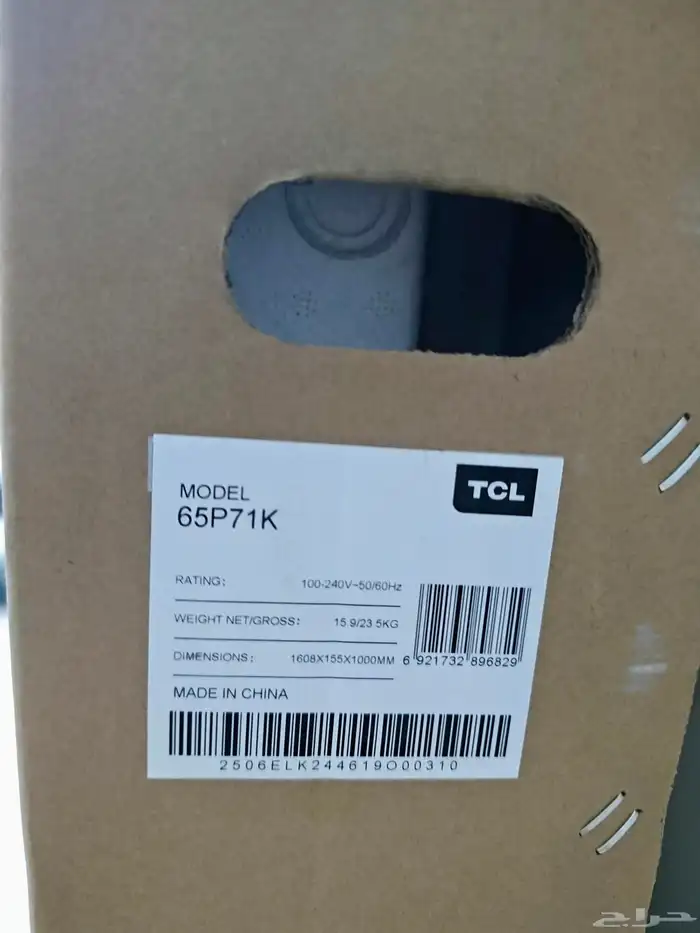 TCL
MODEL
65P71K
RATING: 100-240V~50/60Hz
WEIGHT NET/GROSS: 15.9/23.5KG
DIMENSIONS: 1608X155X1000MM
6 921732 896829
MADE IN CHINA
2506ELK244619O00310
حراج